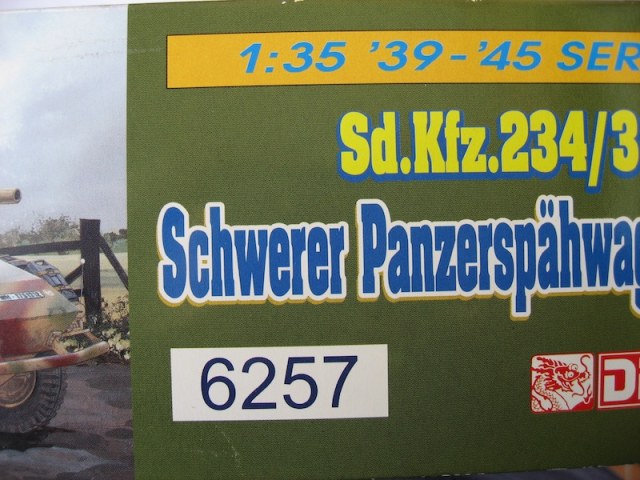 1:35 '39-'45 SER
Sd.Kfz.234/3
Schwerer Panzerspähwag
6257